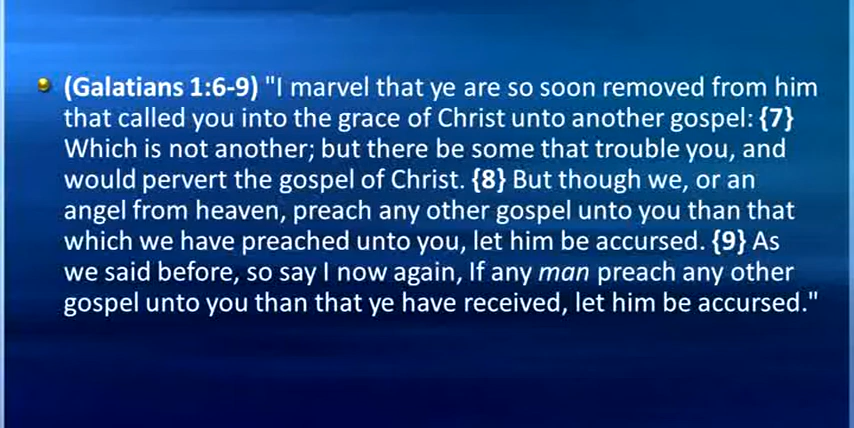 (Galatians 1:6-9) "I marvel that ye are so soon removed from him
that called you into the grace of Christ unto another gospel: {7}
Which is not another; but there be some that trouble you, and
would pervert the gospel of Christ. {8} But though we, or an
angel from heaven, preach any other gospel unto you than that
which we have preached unto you, let him be accursed. {9} As
we said before, so say I now again, If any man preach any other
gospel unto you than that ye have received, let him be accursed."